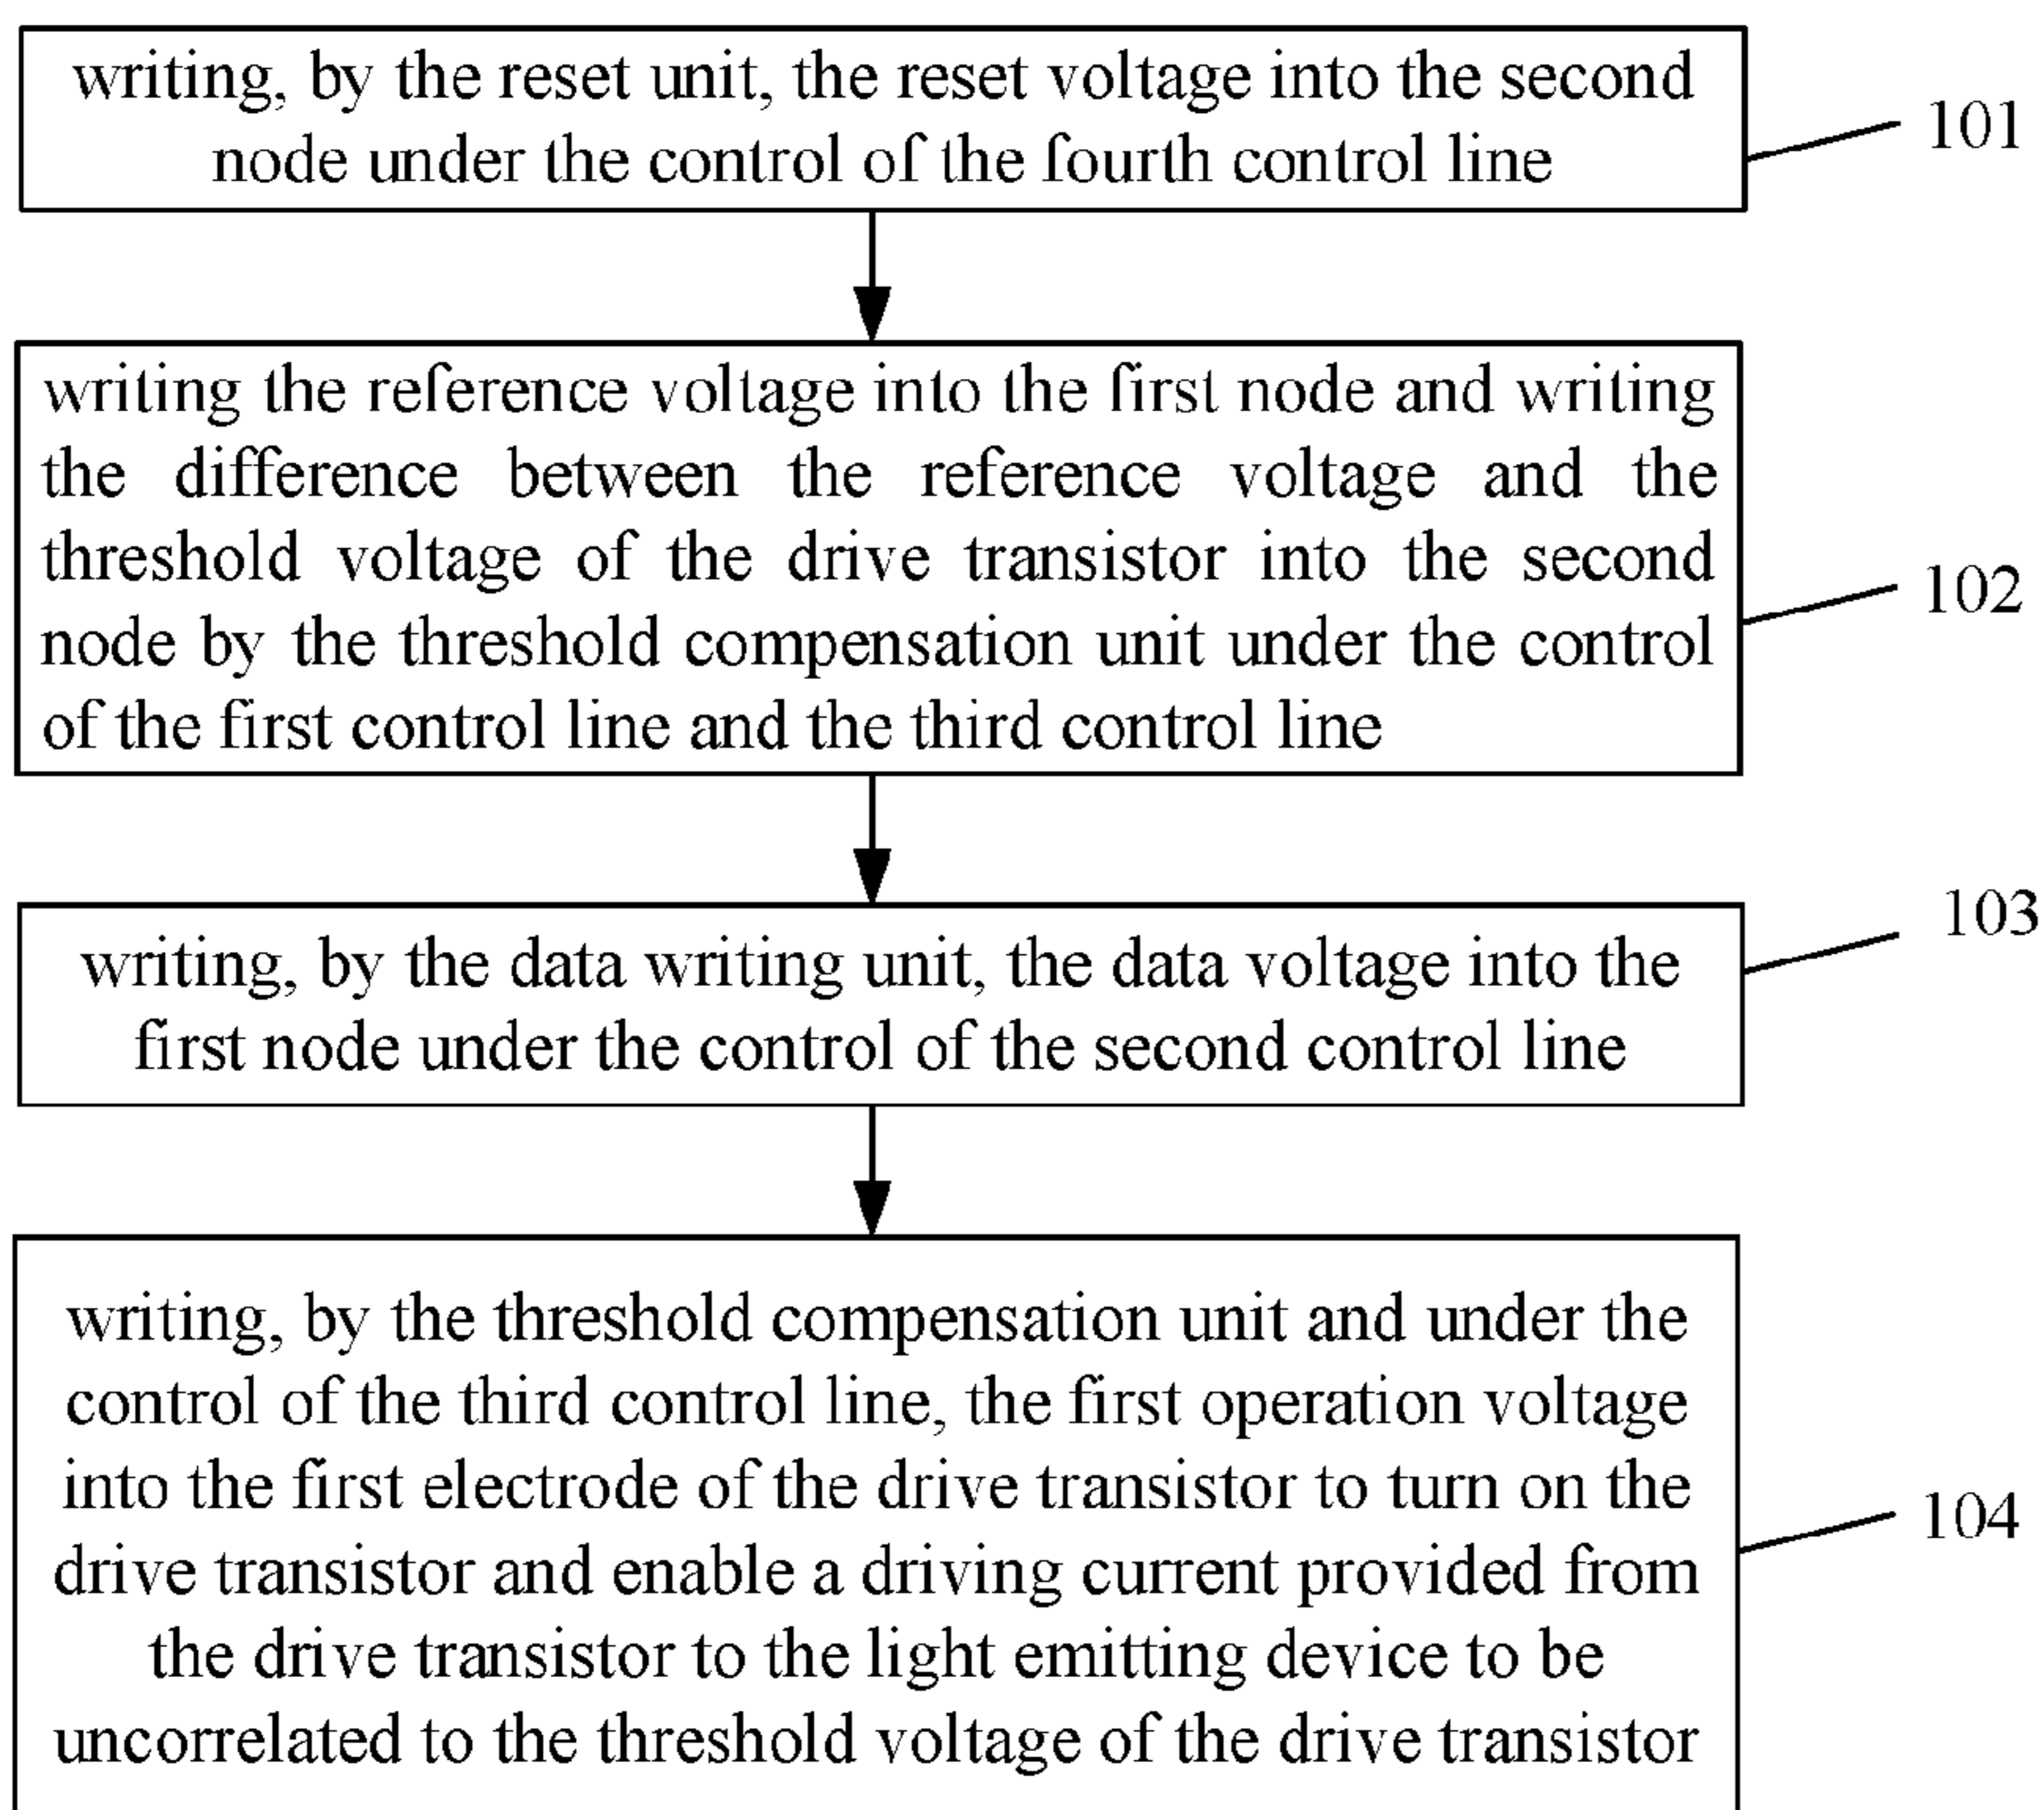 writing, by the reset unit, the reset voltage into the second
node under the control of the fourth control line
101
writing the reference voltage into the first node and writing
the difference between the reference voltage and the
threshold voltage of the drive transistor into the second
node by the threshold compensation unit under the control
of the first control line and the third control line
102
writing, by the data writing unit, the data voltage into the
first node under the control of the second control line
103
writing, by the threshold compensation unit and under the
control of the third control line, the first operation voltage
into the first electrode of the drive transistor to turn on the
drive transistor and enable a driving current provided from
the drive transistor to the light emitting device to be
uncorrelated to the threshold voltage of the drive transistor
104